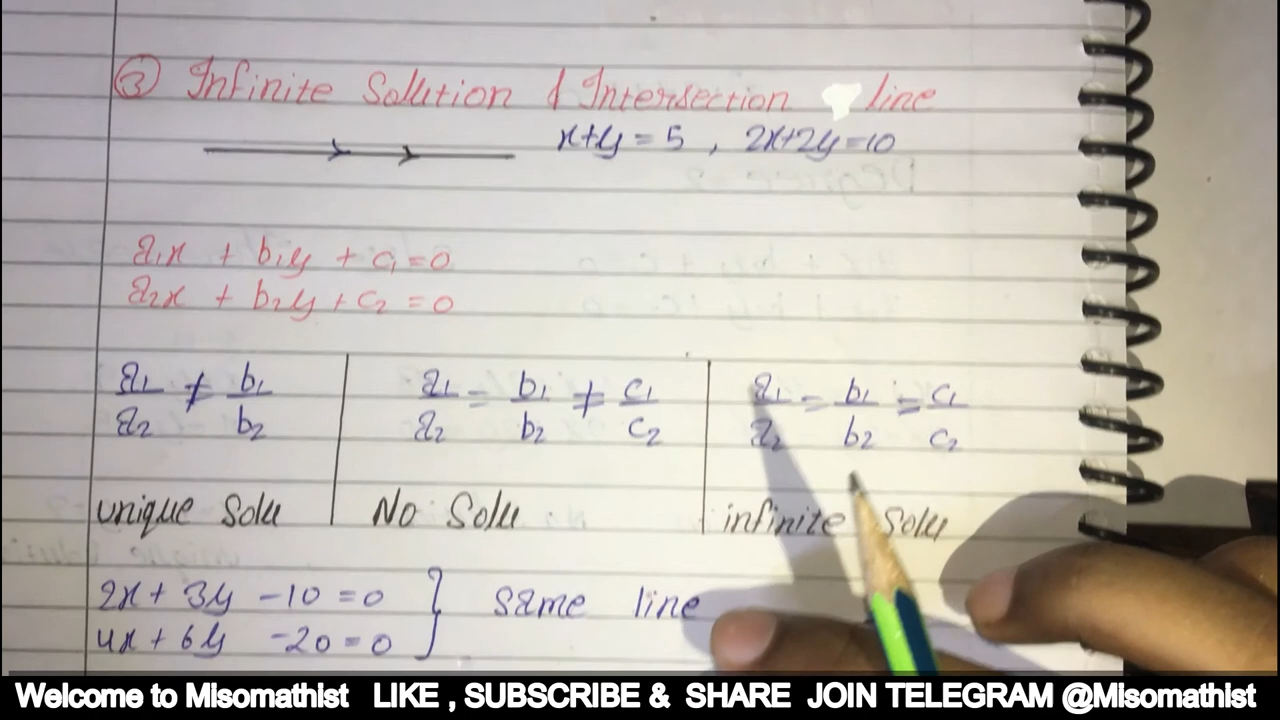 ③ Infinite Solution / Intersection line
x+y=5 , 2x+2y=10
a₁x + b₁y + c₁=0
a₂x + b₂y + c₂ = 0
a₁/a₂ ≠ b₁/b₂
a₁/a₂ = b₁/b₂ ≠ c₁/c₂
a₁/a₂ = b₁/b₂ = c₁/c₂
unique Solu No Solu infinite Solu
2x + 3y -10 = 0
4x + 6y -20 = 0 } same line
Welcome to Misomathist LIKE , SUBSCRIBE & SHARE JOIN TELEGRAM @Misomathist